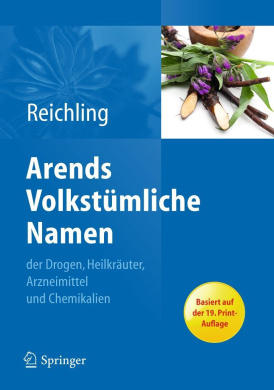 Reichling
Arends
Volkstümliche
Namen
der Drogen, Heilkräuter,
Arzneimittel
und Chemikalien
Basiert auf
der 19. Print-
Auflage
Springer